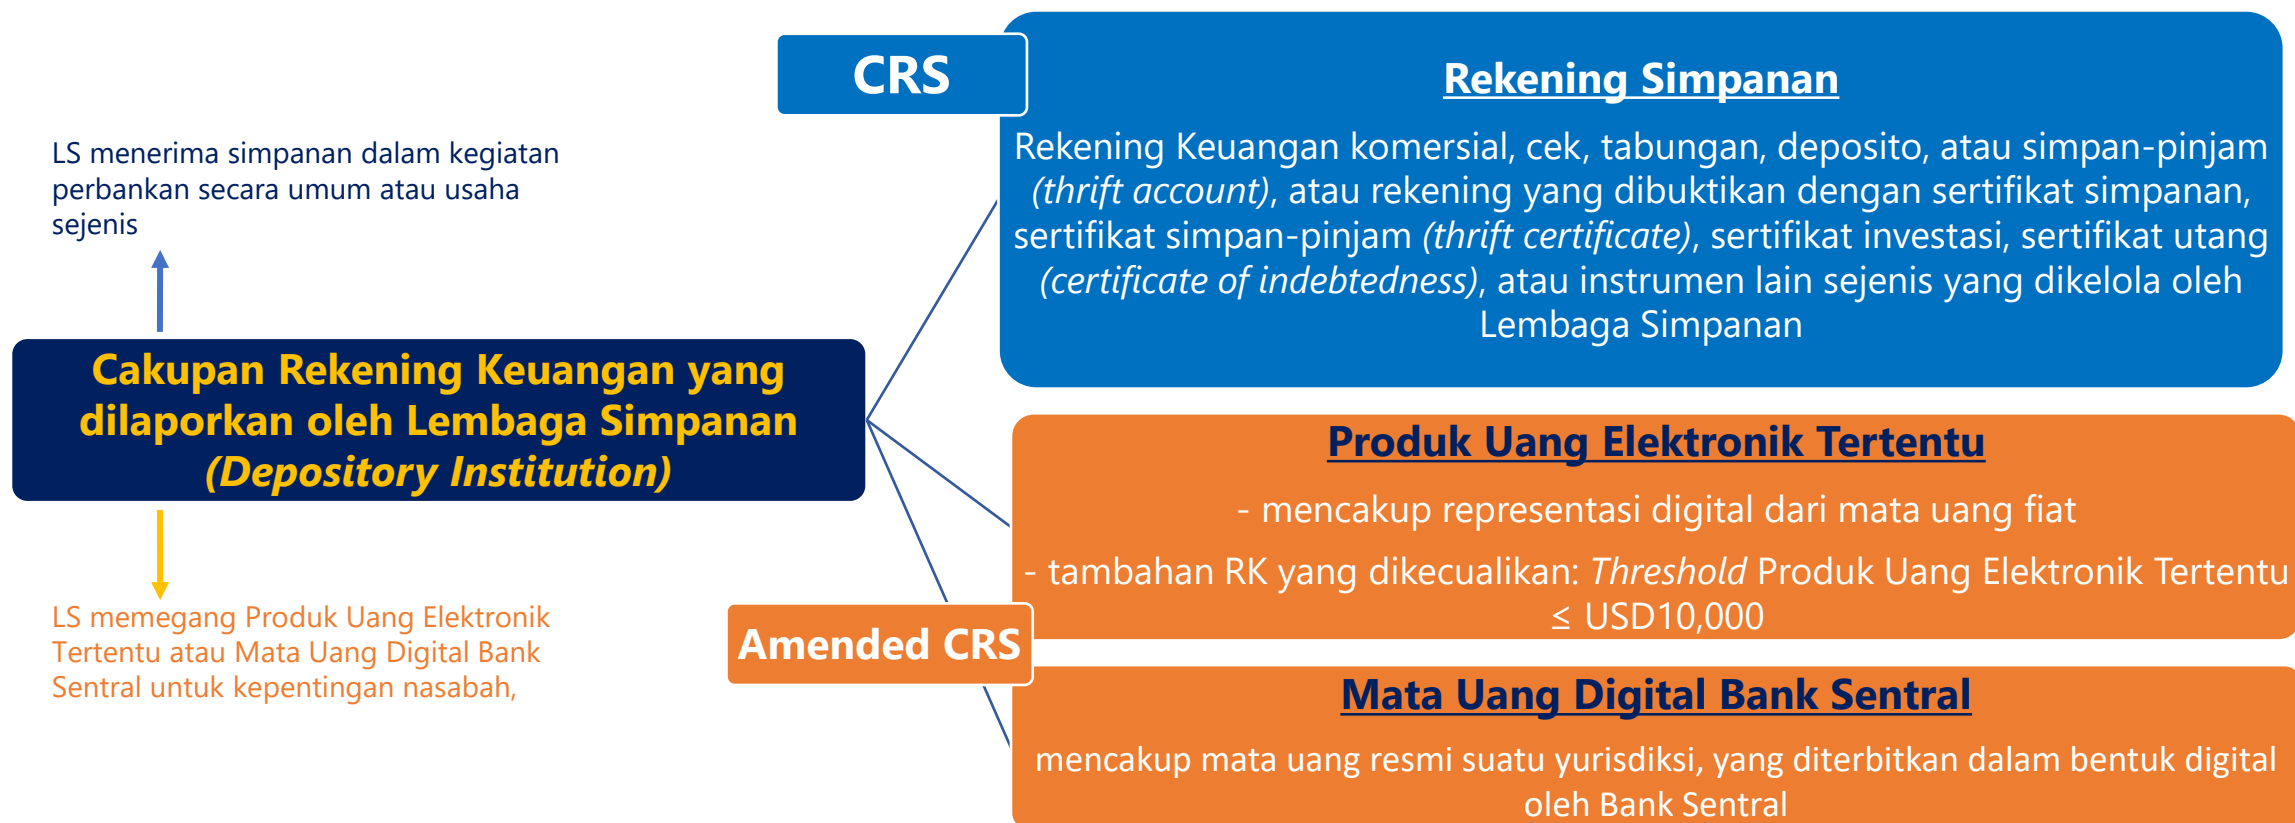 LS menerima simpanan dalam kegiatan
perbankan secara umum atau usaha
sejenis
Cakupan Rekening Keuangan yang
dilaporkan oleh Lembaga Simpanan
(Depository Institution)
LS memegang Produk Uang Elektronik
Tertentu atau Mata Uang Digital Bank
Sentral untuk kepentingan nasabah,
CRS
Rekening Simpanan
Rekening Keuangan komersial, cek, tabungan, deposito, atau simpan-pinjam
(thrift account), atau rekening yang dibuktikan dengan sertifikat simpanan,
sertifikat simpan-pinjam (thrift certificate), sertifikat investasi, sertifikat utang
(certificate of indebtedness), atau instrumen lain sejenis yang dikelola oleh
Lembaga Simpanan
Amended CRS
Produk Uang Elektronik Tertentu
- mencakup representasi digital dari mata uang fiat
- tambahan RK yang dikecualikan: Threshold Produk Uang Elektronik Tertentu
≤ USD10,000
Mata Uang Digital Bank Sentral
mencakup mata uang resmi suatu yurisdiksi, yang diterbitkan dalam bentuk digital
oleh Bank Sentral